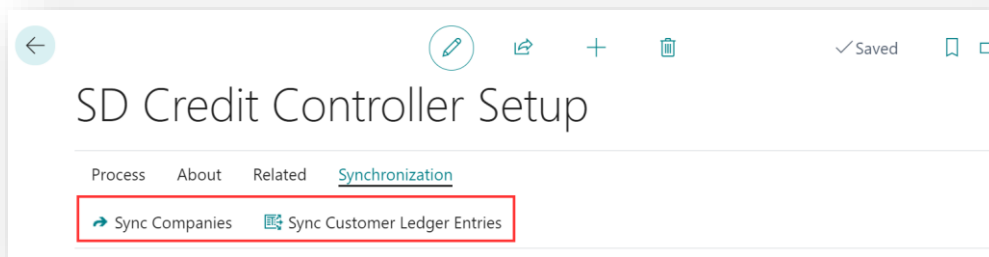 Saved
SD Credit Controller Setup
Process About Related Synchronization
Sync Companies Sync Customer Ledger Entries